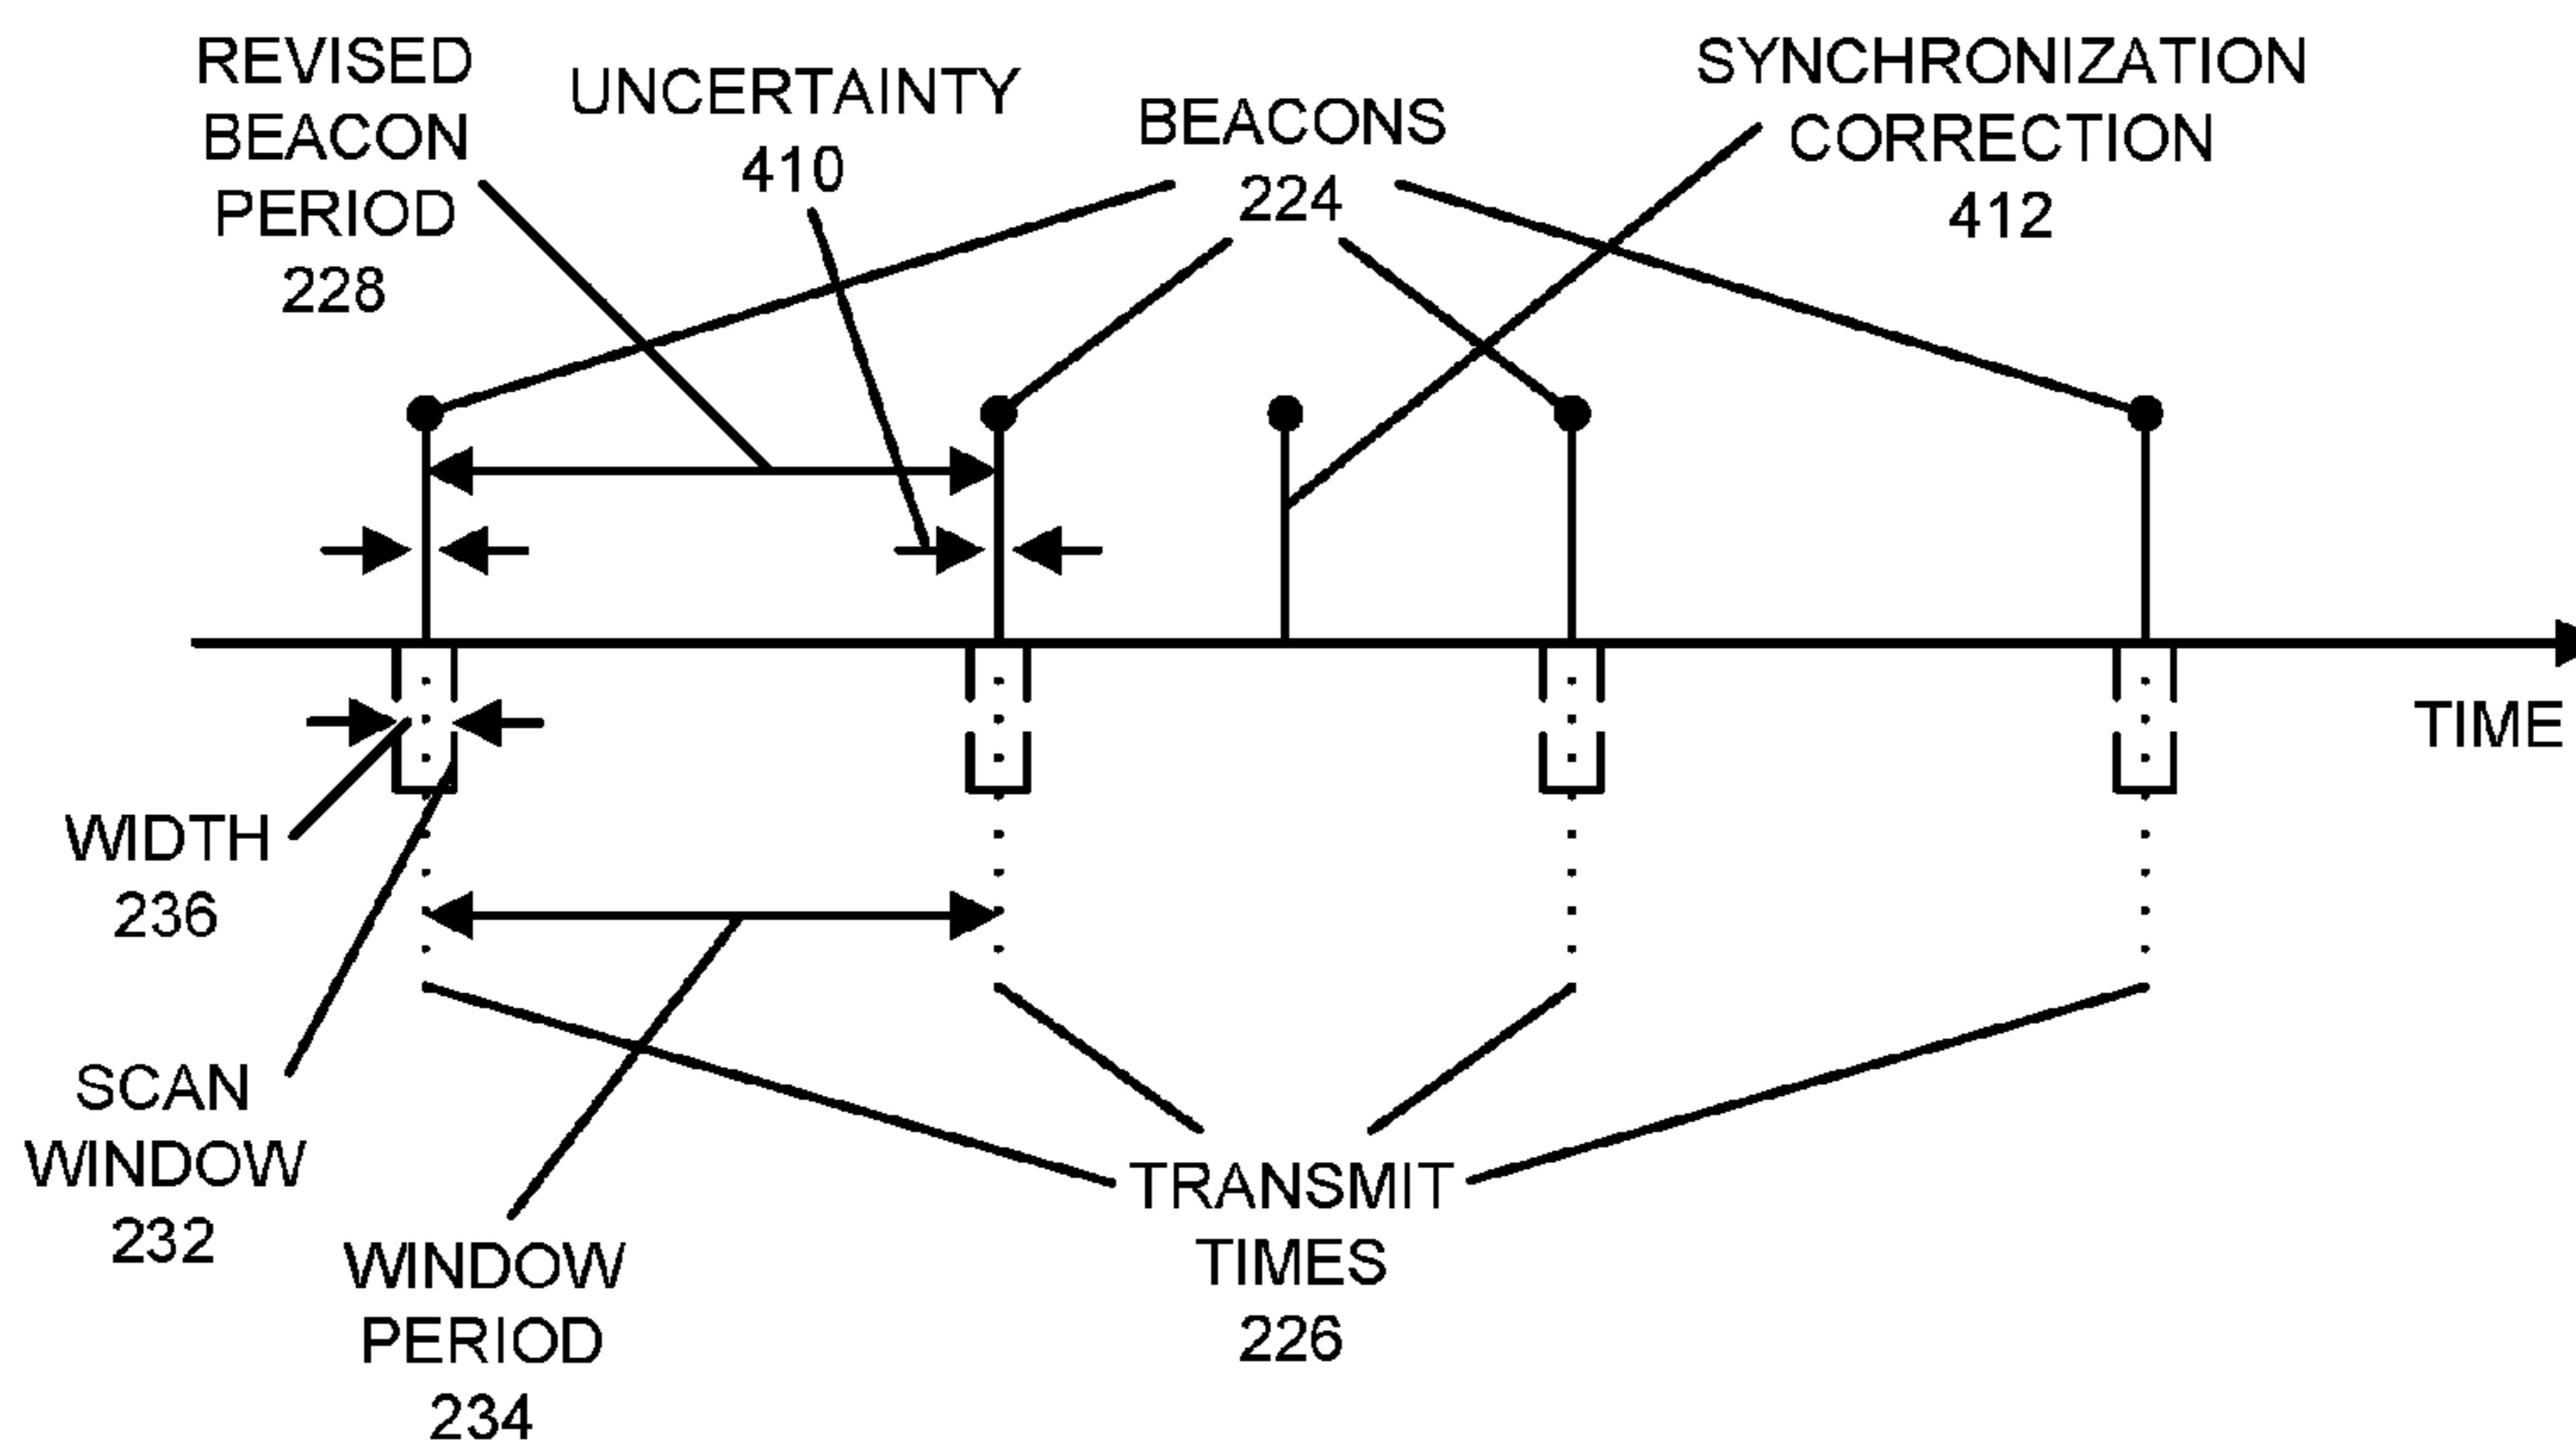 REVISED
BEACON
PERIOD
228
UNCERTAINTY
410
BEACONS
224
SYNCHRONIZATION
CORRECTION
412
TIME
WIDTH
236
SCAN
WINDOW
232
WINDOW
PERIOD
234
TRANSMIT
TIMES
226